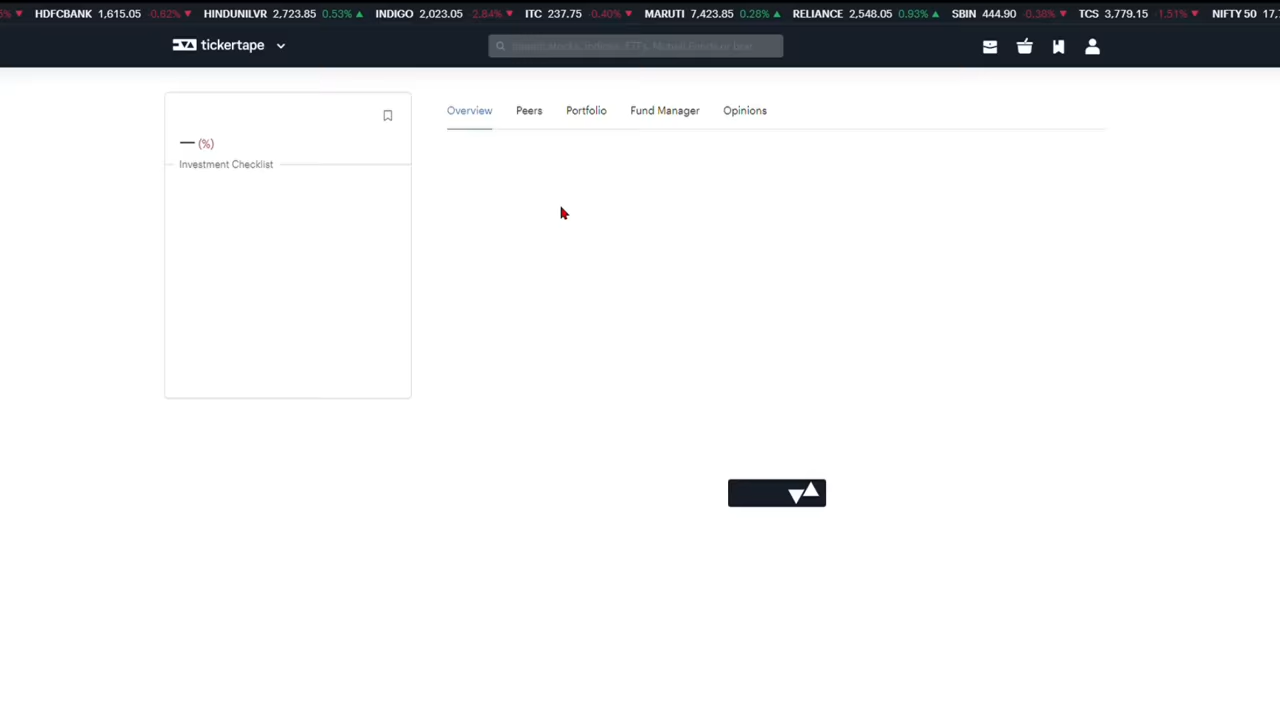 HDFCBANK 1,615.05 -0.62% ▼ HINDUNILVR 2,723.85 0.53% ▲ INDIGO 2,023.05 -2.84% ▼ ITC 237.75 -0.40% ▼ MARUTI 7,423.85 0.28% ▲ RELIANCE 2,548.05 0.93% ▲ SBIN 444.90 -0.38% ▼ TCS 3,779.15 -1.51% ▼ NIFTY 50
tickertape
Overview Peers Portfolio Fund Manager Opinions
— (%)
Investment Checklist